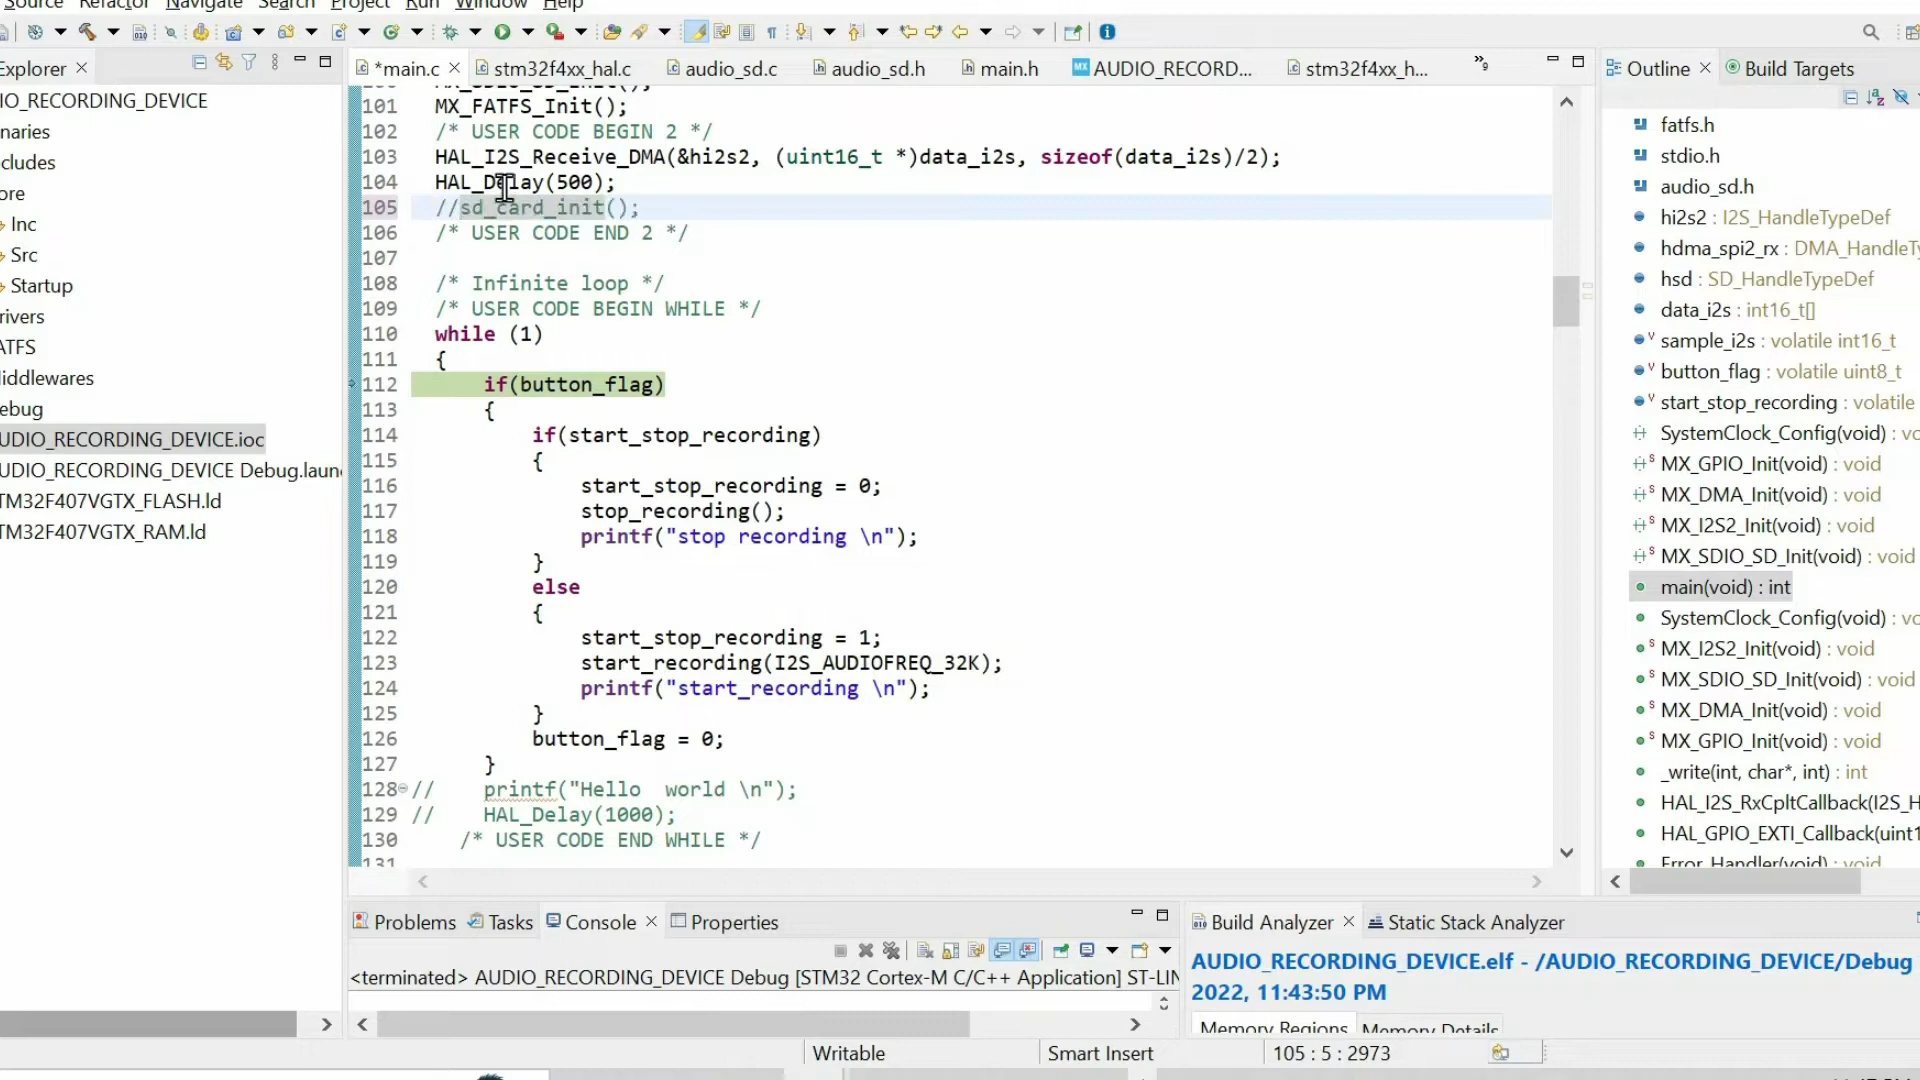 Source Refactor Navigate Search Project Run Window Help
Explorer
*main.c stm32f4xx_hal.c audio_sd.c audio_sd.h main.h AUDIO_RECORD... stm32f4xx_h... »9
Outline Build Targets
IO_RECORDING_DEVICE
naries
cludes
ore
Inc
Src
Startup
rivers
ATFS
iddlewares
ebug
UDIO_RECORDING_DEVICE.ioc
UDIO_RECORDING_DEVICE Debug.laun
TM32F407VGTX_FLASH.ld
TM32F407VGTX_RAM.ld
101 MX_FATFS_Init();
102 /* USER CODE BEGIN 2 */
103 HAL_I2S_Receive_DMA(&hi2s2, (uint16_t *)data_i2s, sizeof(data_i2s)/2);
104 HAL_Delay(500);
105 //sd_card_init();
106 /* USER CODE END 2 */
107
108 /* Infinite loop */
109 /* USER CODE BEGIN WHILE */
110 while (1)
111 {
112 if(button_flag)
113 {
114 if(start_stop_recording)
115 {
116 start_stop_recording = 0;
117 stop_recording();
118 printf("stop recording \n");
119 }
120 else
121 {
122 start_stop_recording = 1;
123 start_recording(I2S_AUDIOFREQ_32K);
124 printf("start_recording \n");
125 }
126 button_flag = 0;
127 }
128 // printf("Hello  world \n");
129 // HAL_Delay(1000);
130 /* USER CODE END WHILE */
131
fatfs.h
stdio.h
audio_sd.h
hi2s2 : I2S_HandleTypeDef
hdma_spi2_rx : DMA_HandleTy
hsd : SD_HandleTypeDef
data_i2s : int16_t[]
sample_i2s : volatile int16_t
button_flag : volatile uint8_t
start_stop_recording : volatile
SystemClock_Config(void) : vo
MX_GPIO_Init(void) : void
MX_DMA_Init(void) : void
MX_I2S2_Init(void) : void
MX_SDIO_SD_Init(void) : void
main(void) : int
SystemClock_Config(void) : vo
MX_I2S2_Init(void) : void
MX_SDIO_SD_Init(void) : void
MX_DMA_Init(void) : void
MX_GPIO_Init(void) : void
_write(int, char*, int) : int
HAL_I2S_RxCpltCallback(I2S_H
HAL_GPIO_EXTI_Callback(uint1
Error_Handler(void) : void
Problems Tasks Console Properties
<terminated> AUDIO_RECORDING_DEVICE Debug [STM32 Cortex-M C/C++ Application] ST-LIN
Build Analyzer Static Stack Analyzer
AUDIO_RECORDING_DEVICE.elf - /AUDIO_RECORDING_DEVICE/Debug
2022, 11:43:50 PM
Memory Regions Memory Details
Writable Smart Insert 105 : 5 : 2973